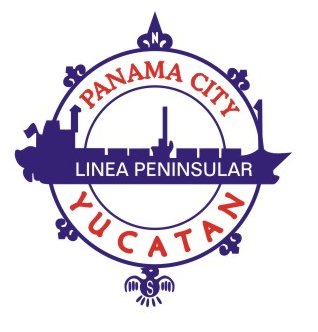 N
PANAMA CITY
LINEA PENINSULAR
YUCATAN
S